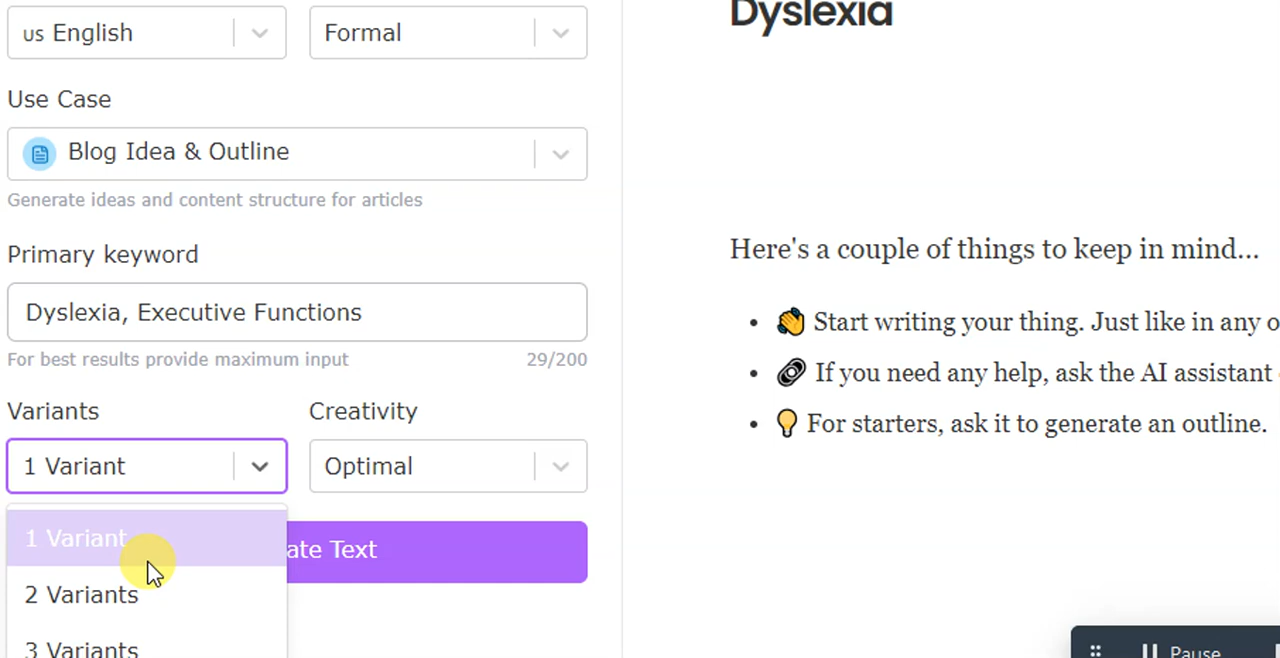 US English
Formal
Use Case
Blog Idea & Outline
Generate ideas and content structure for articles
Primary keyword
Dyslexia, Executive Functions
For best results provide maximum input
29/200
Variants
Creativity
1 Variant
Optimal
1 Variant
ate Text
2 Variants
3 Variants
Dyslexia
Here's a couple of things to keep in mind...
• 👏 Start writing your thing. Just like in any o
• 🔗 If you need any help, ask the AI assistant
• 💡 For starters, ask it to generate an outline.
Pause